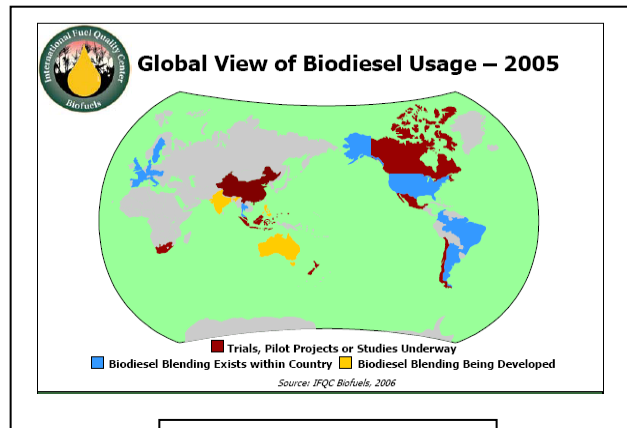 International Fuel Quality Center
Biofuels
Global View of Biodiesel Usage – 2005
Trials, Pilot Projects or Studies Underway
Biodiesel Blending Exists within Country Biodiesel Blending Being Developed
Source: IFQC Biofuels, 2006